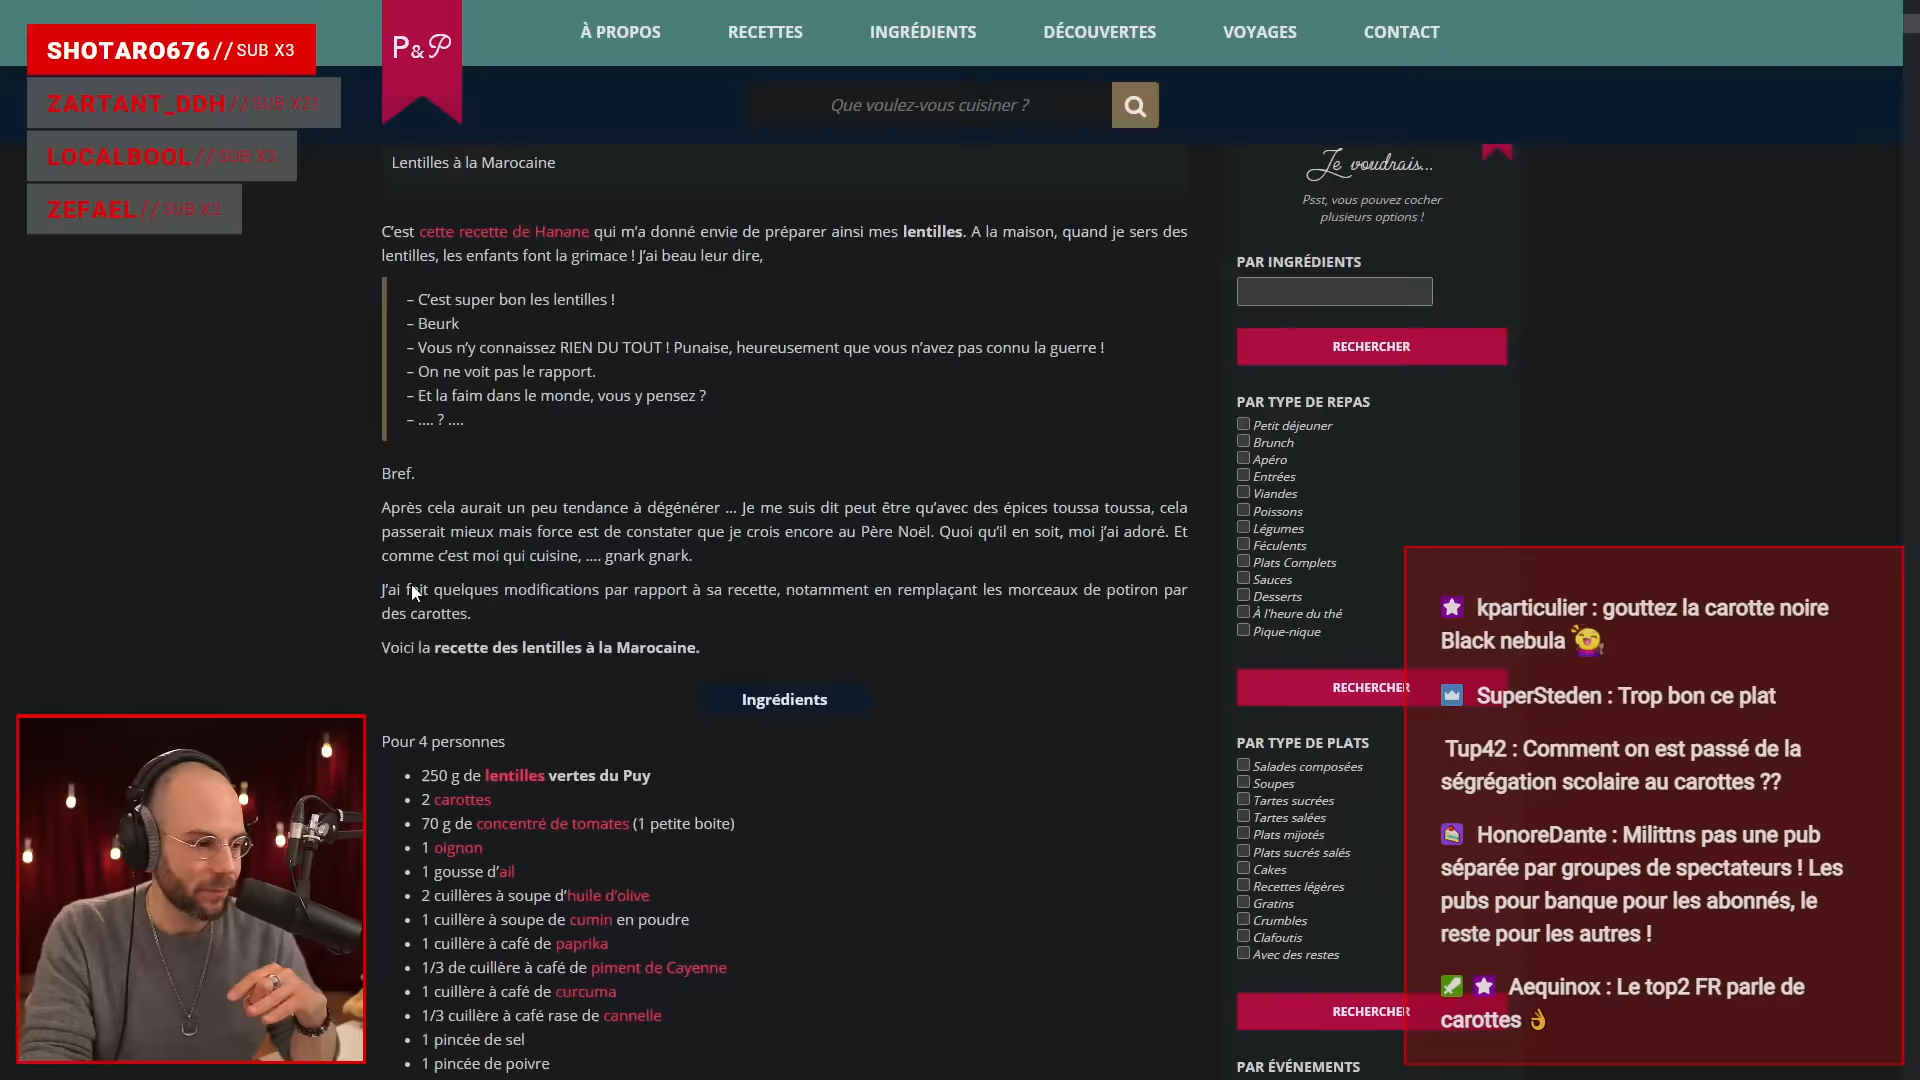 SHOTARO676 // SUB X3
ZARTANT_DDH // SUB X21
LOCALBOOL // SUB X3
ZEFAEL // SUB X2
P&P
À PROPOS
RECETTES
INGRÉDIENTS
DÉCOUVERTES
VOYAGES
CONTACT
Que voulez-vous cuisiner ?
Lentilles à la Marocaine
C’est cette recette de Hanane qui m’a donné envie de préparer ainsi mes lentilles. A la maison, quand je sers des
lentilles, les enfants font la grimace ! J’ai beau leur dire,
– C’est super bon les lentilles !
– Beurk
– Vous n’y connaissez RIEN DU TOUT ! Punaise, heureusement que vous n’avez pas connu la guerre !
– On ne voit pas le rapport.
– Et la faim dans le monde, vous y pensez ?
– .... ? ....
Bref.
Après cela aurait un peu tendance à dégénérer ... Je me suis dit peut être qu’avec des épices toussa toussa, cela
passerait mieux mais force est de constater que je crois encore au Père Noël. Quoi qu’il en soit, moi j’ai adoré. Et
comme c’est moi qui cuisine, .... gnark gnark.
J’ai fait quelques modifications par rapport à sa recette, notamment en remplaçant les morceaux de potiron par
des carottes.
Voici la recette des lentilles à la Marocaine.
Ingrédients
Pour 4 personnes
• 250 g de lentilles vertes du Puy
• 2 carottes
• 70 g de concentré de tomates (1 petite boite)
• 1 oignon
• 1 gousse d’ail
• 2 cuillères à soupe d’huile d’olive
• 1 cuillère à soupe de cumin en poudre
• 1 cuillère à café de paprika
• 1/3 de cuillère à café de piment de Cayenne
• 1 cuillère à café de curcuma
• 1/3 cuillère à café rase de cannelle
• 1 pincée de sel
• 1 pincée de poivre
Je voudrais...
Psst, vous pouvez cocher
plusieurs options !
PAR INGRÉDIENTS
RECHERCHER
PAR TYPE DE REPAS
Petit déjeuner
Brunch
Apéro
Entrées
Viandes
Poissons
Légumes
Féculents
Plats Complets
Sauces
Desserts
À l'heure du thé
Pique-nique
RECHERCHER
PAR TYPE DE PLATS
Salades composées
Soupes
Tartes sucrées
Tartes salées
Plats mijotés
Plats sucrés salés
Cakes
Recettes légères
Gratins
Crumbles
Clafoutis
Avec des restes
RECHERCHER
PAR ÉVÉNEMENTS
kparticulier : gouttez la carotte noire
Black nebula
SuperSteden : Trop bon ce plat
Tup42 : Comment on est passé de la
ségrégation scolaire au carottes ??
HonoreDante : Milittns pas une pub
séparée par groupes de spectateurs ! Les
pubs pour banque pour les abonnés, le
reste pour les autres !
Aequinox : Le top2 FR parle de
carottes